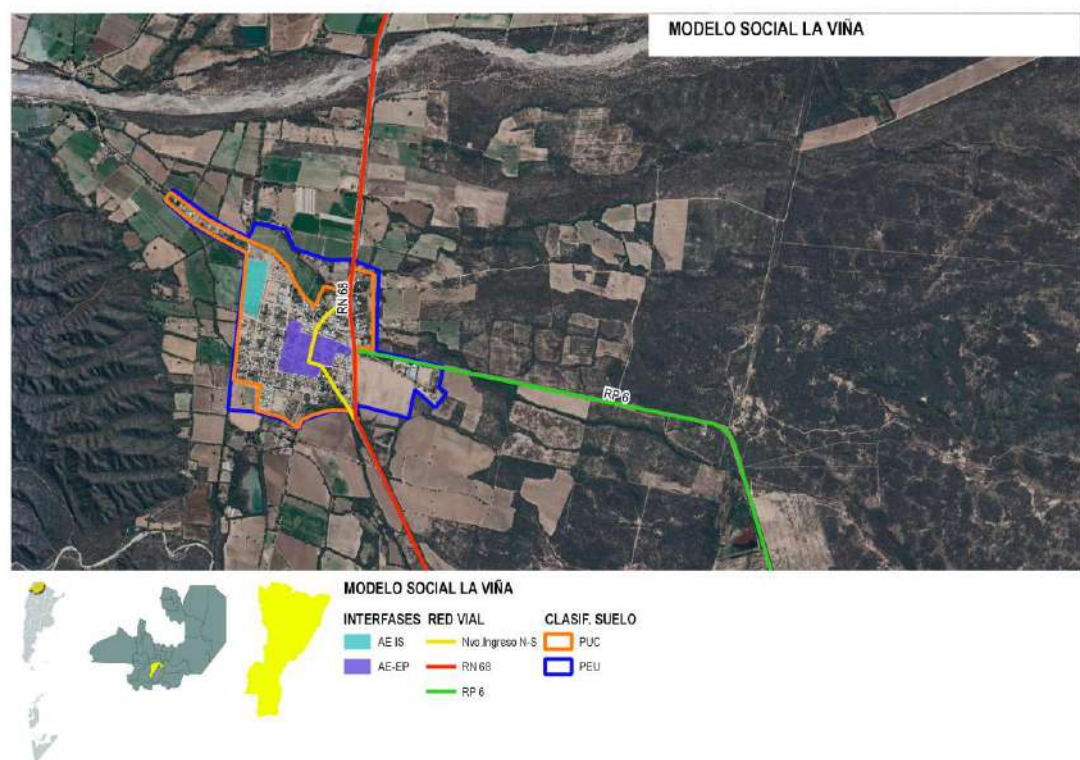 MODELO SOCIAL LA VIÑA
RN 68
RP 6
MODELO SOCIAL LA VIÑA
INTERFASES RED VIAL CLASIF. SUELO
AE IS Nvo.Ingreso N-S PUC
AE-EP RN 68 PEU
RP 6